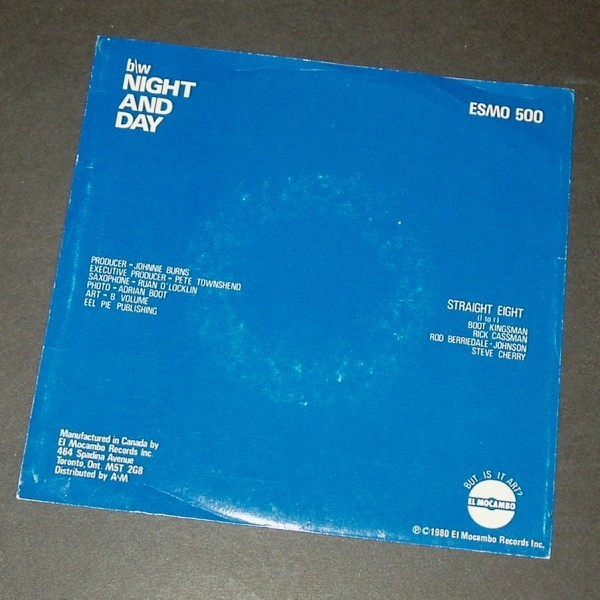 b\w
NIGHT
AND
DAY
ESMO 500
PRODUCER - JOHNNIE BURNS
EXECUTIVE PRODUCER - PETE TOWNSHEND
SAXOPHONE - RUAN O'LOCKLIN
PHOTO - ADRIAN BOOT
ART - B VOLUME
EEL PIE PUBLISHING
STRAIGHT EIGHT
(l to r)
BOOT KINGSMAN
RICK CASSMAN
ROD BERRIEDALE-JOHNSON
STEVE CHERRY
Manufactured in Canada by
El Mocambo Records Inc
464 Spadina Avenue
Toronto, Ont. M5T 2G8
Distributed by A·M
BUT IS IT ART?
EL MOCAMBO
℗©1980 El Mocambo Records Inc.